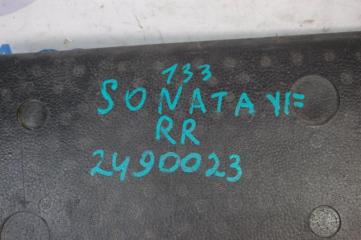 133
SONATA YF
RR
2490023